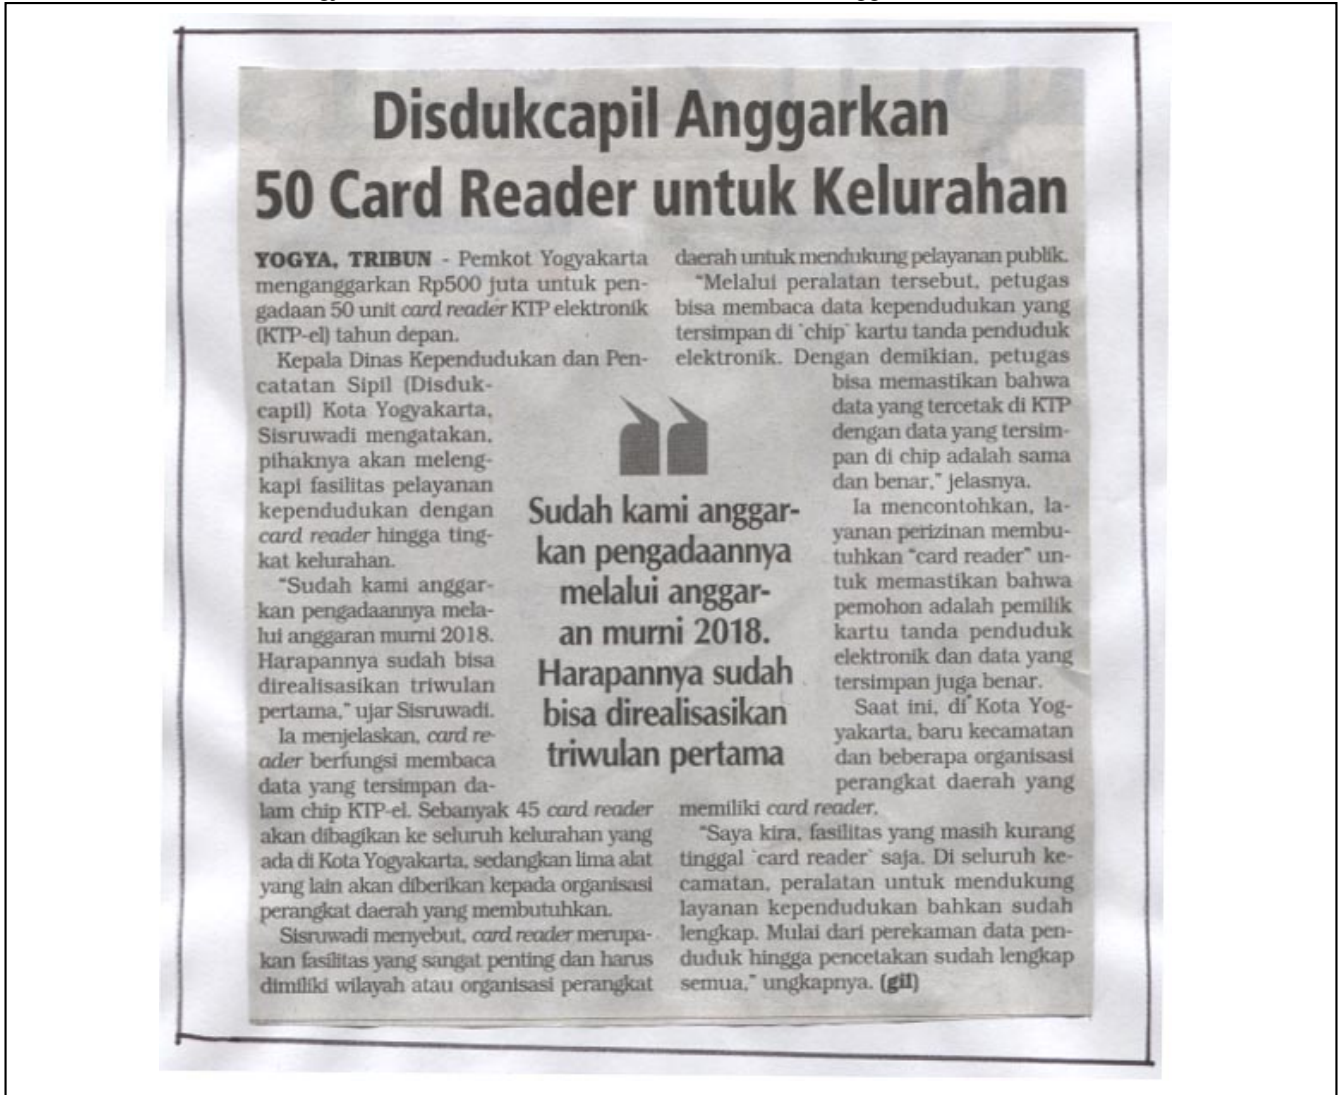 Disdukcapil Anggarkan
50 Card Reader untuk Kelurahan
YOGYA, TRIBUN - Pemkot Yogyakarta
menganggarkan Rp500 juta untuk pen-
gadaan 50 unit card reader KTP elektronik
(KTP-el) tahun depan.
Kepala Dinas Kependudukan dan Pen-
catatan Sipil (Disduk-
capil) Kota Yogyakarta,
Sisruwadi mengatakan,
pihaknya akan meleng-
kapi fasilitas pelayanan
kependudukan dengan
card reader hingga ting-
kat kelurahan.
"Sudah kami anggar-
kan pengadaannya mela-
lui anggaran murni 2018.
Harapannya sudah bisa
direalisasikan triwulan
pertama," ujar Sisruwadi.
Ia menjelaskan, card re-
ader berfungsi membaca
data yang tersimpan da-
lam chip KTP-el. Sebanyak 45 card reader
akan dibagikan ke seluruh kelurahan yang
ada di Kota Yogyakarta, sedangkan lima alat
yang lain akan diberikan kepada organisasi
perangkat daerah yang membutuhkan.
Sisruwadi menyebut, card reader merupa-
kan fasilitas yang sangat penting dan harus
dimiliki wilayah atau organisasi perangkat
Sudah kami anggar-
kan pengadaannya
melalui anggar-
an murni 2018.
Harapannya sudah
bisa direalisasikan
triwulan pertama
daerah untuk mendukung pelayanan publik.
"Melalui peralatan tersebut, petugas
bisa membaca data kependudukan yang
tersimpan di `chip` kartu tanda penduduk
elektronik. Dengan demikian, petugas
bisa memastikan bahwa
data yang tercetak di KTP
dengan data yang tersim-
pan di chip adalah sama
dan benar," jelasnya.
Ia mencontohkan, la-
yanan perizinan membu-
tuhkan "card reader" un-
tuk memastikan bahwa
pemohon adalah pemilik
kartu tanda penduduk
elektronik dan data yang
tersimpan juga benar.
Saat ini, di Kota Yog-
yakarta, baru kecamatan
dan beberapa organisasi
perangkat daerah yang
memiliki card reader.
"Saya kira, fasilitas yang masih kurang
tinggal `card reader` saja. Di seluruh ke-
camatan, peralatan untuk mendukung
layanan kependudukan bahkan sudah
lengkap. Mulai dari perekaman data pen-
duduk hingga pencetakan sudah lengkap
semua," ungkapnya. (gil)